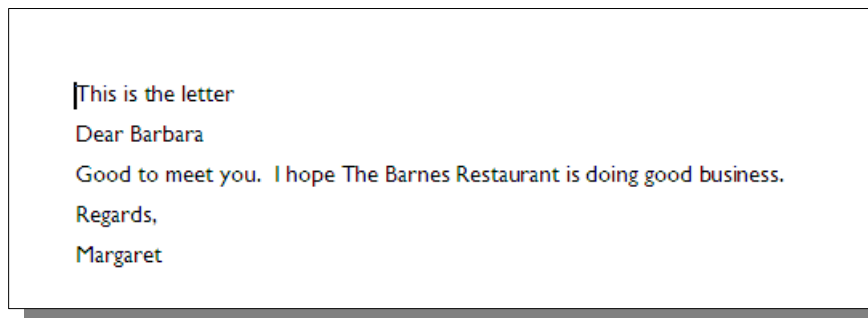 This is the letter
Dear Barbara
Good to meet you.  I hope The Barnes Restaurant is doing good business.
Regards,
Margaret